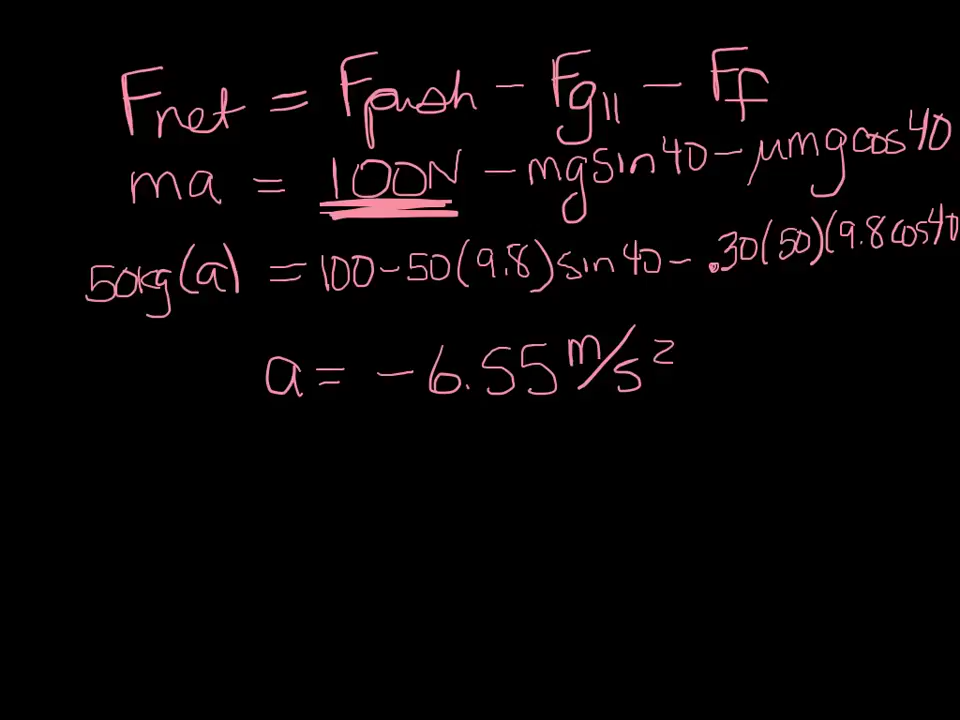 Fnet = Fpush - Fg|| - Ff
ma = 100N - mgsin40 - μmgcos40
50kg(a) = 100-50(9.8)sin40 - .30(50)(9.8cos40
a = -6.55 m/s²